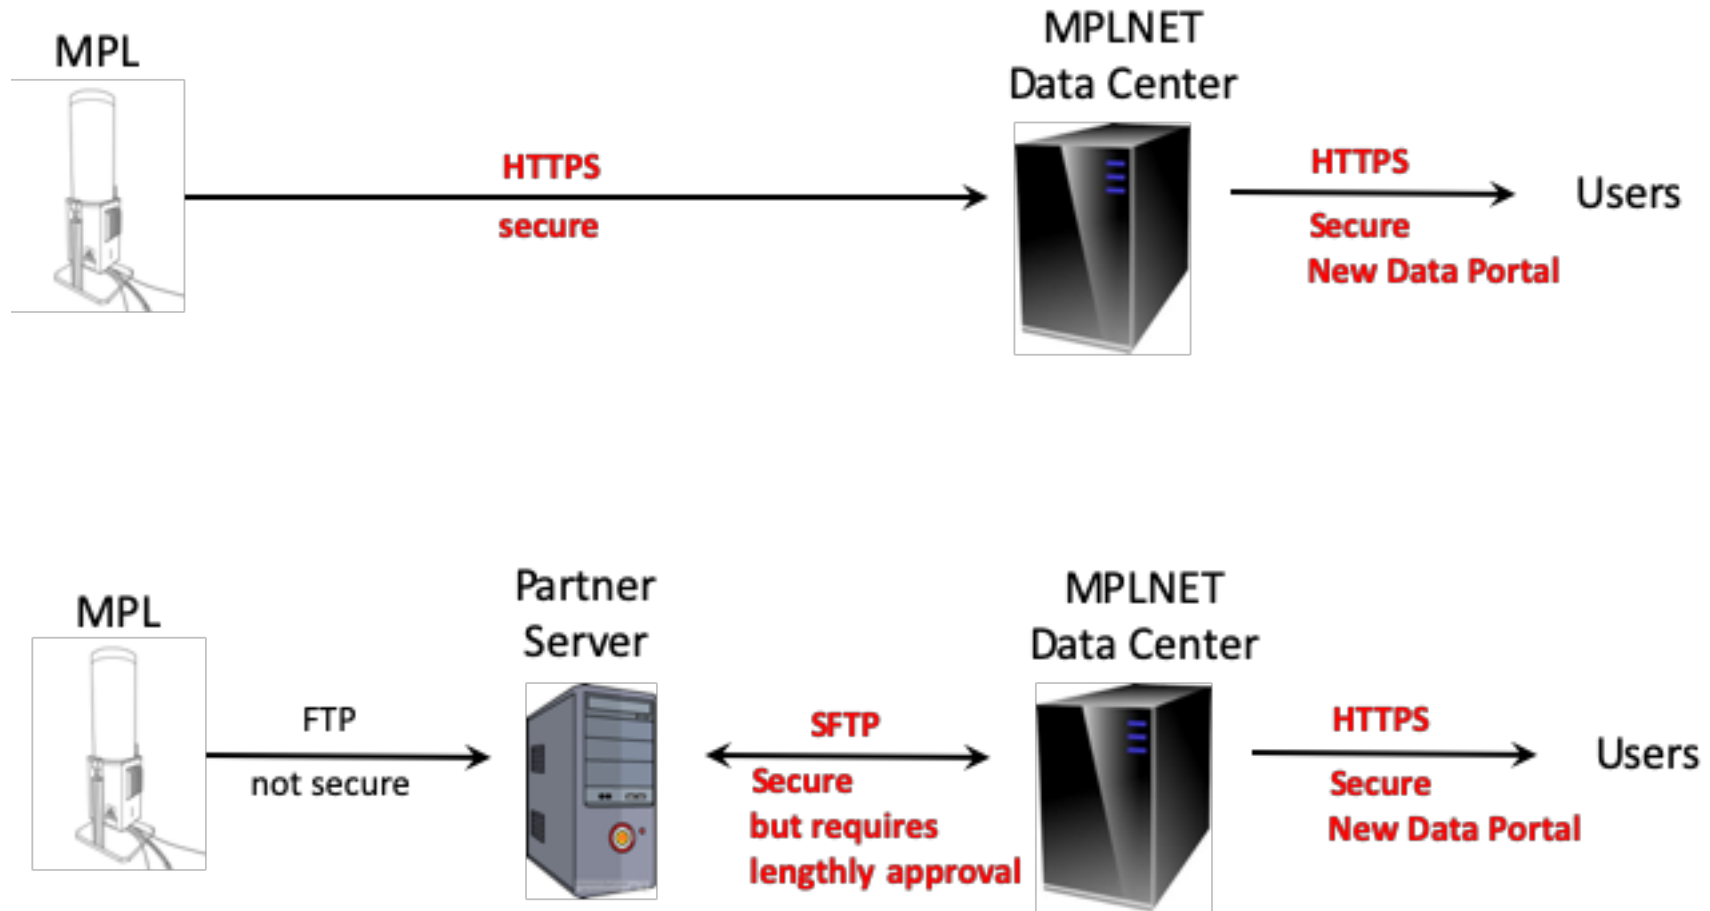 MPL
MPLNET
Data Center
HTTPS
secure
HTTPS
Secure
New Data Portal
Users
MPL
Partner
Server
MPLNET
Data Center
FTP
not secure
SFTP
Secure
but requires
lengthly approval
HTTPS
Secure
New Data Portal
Users